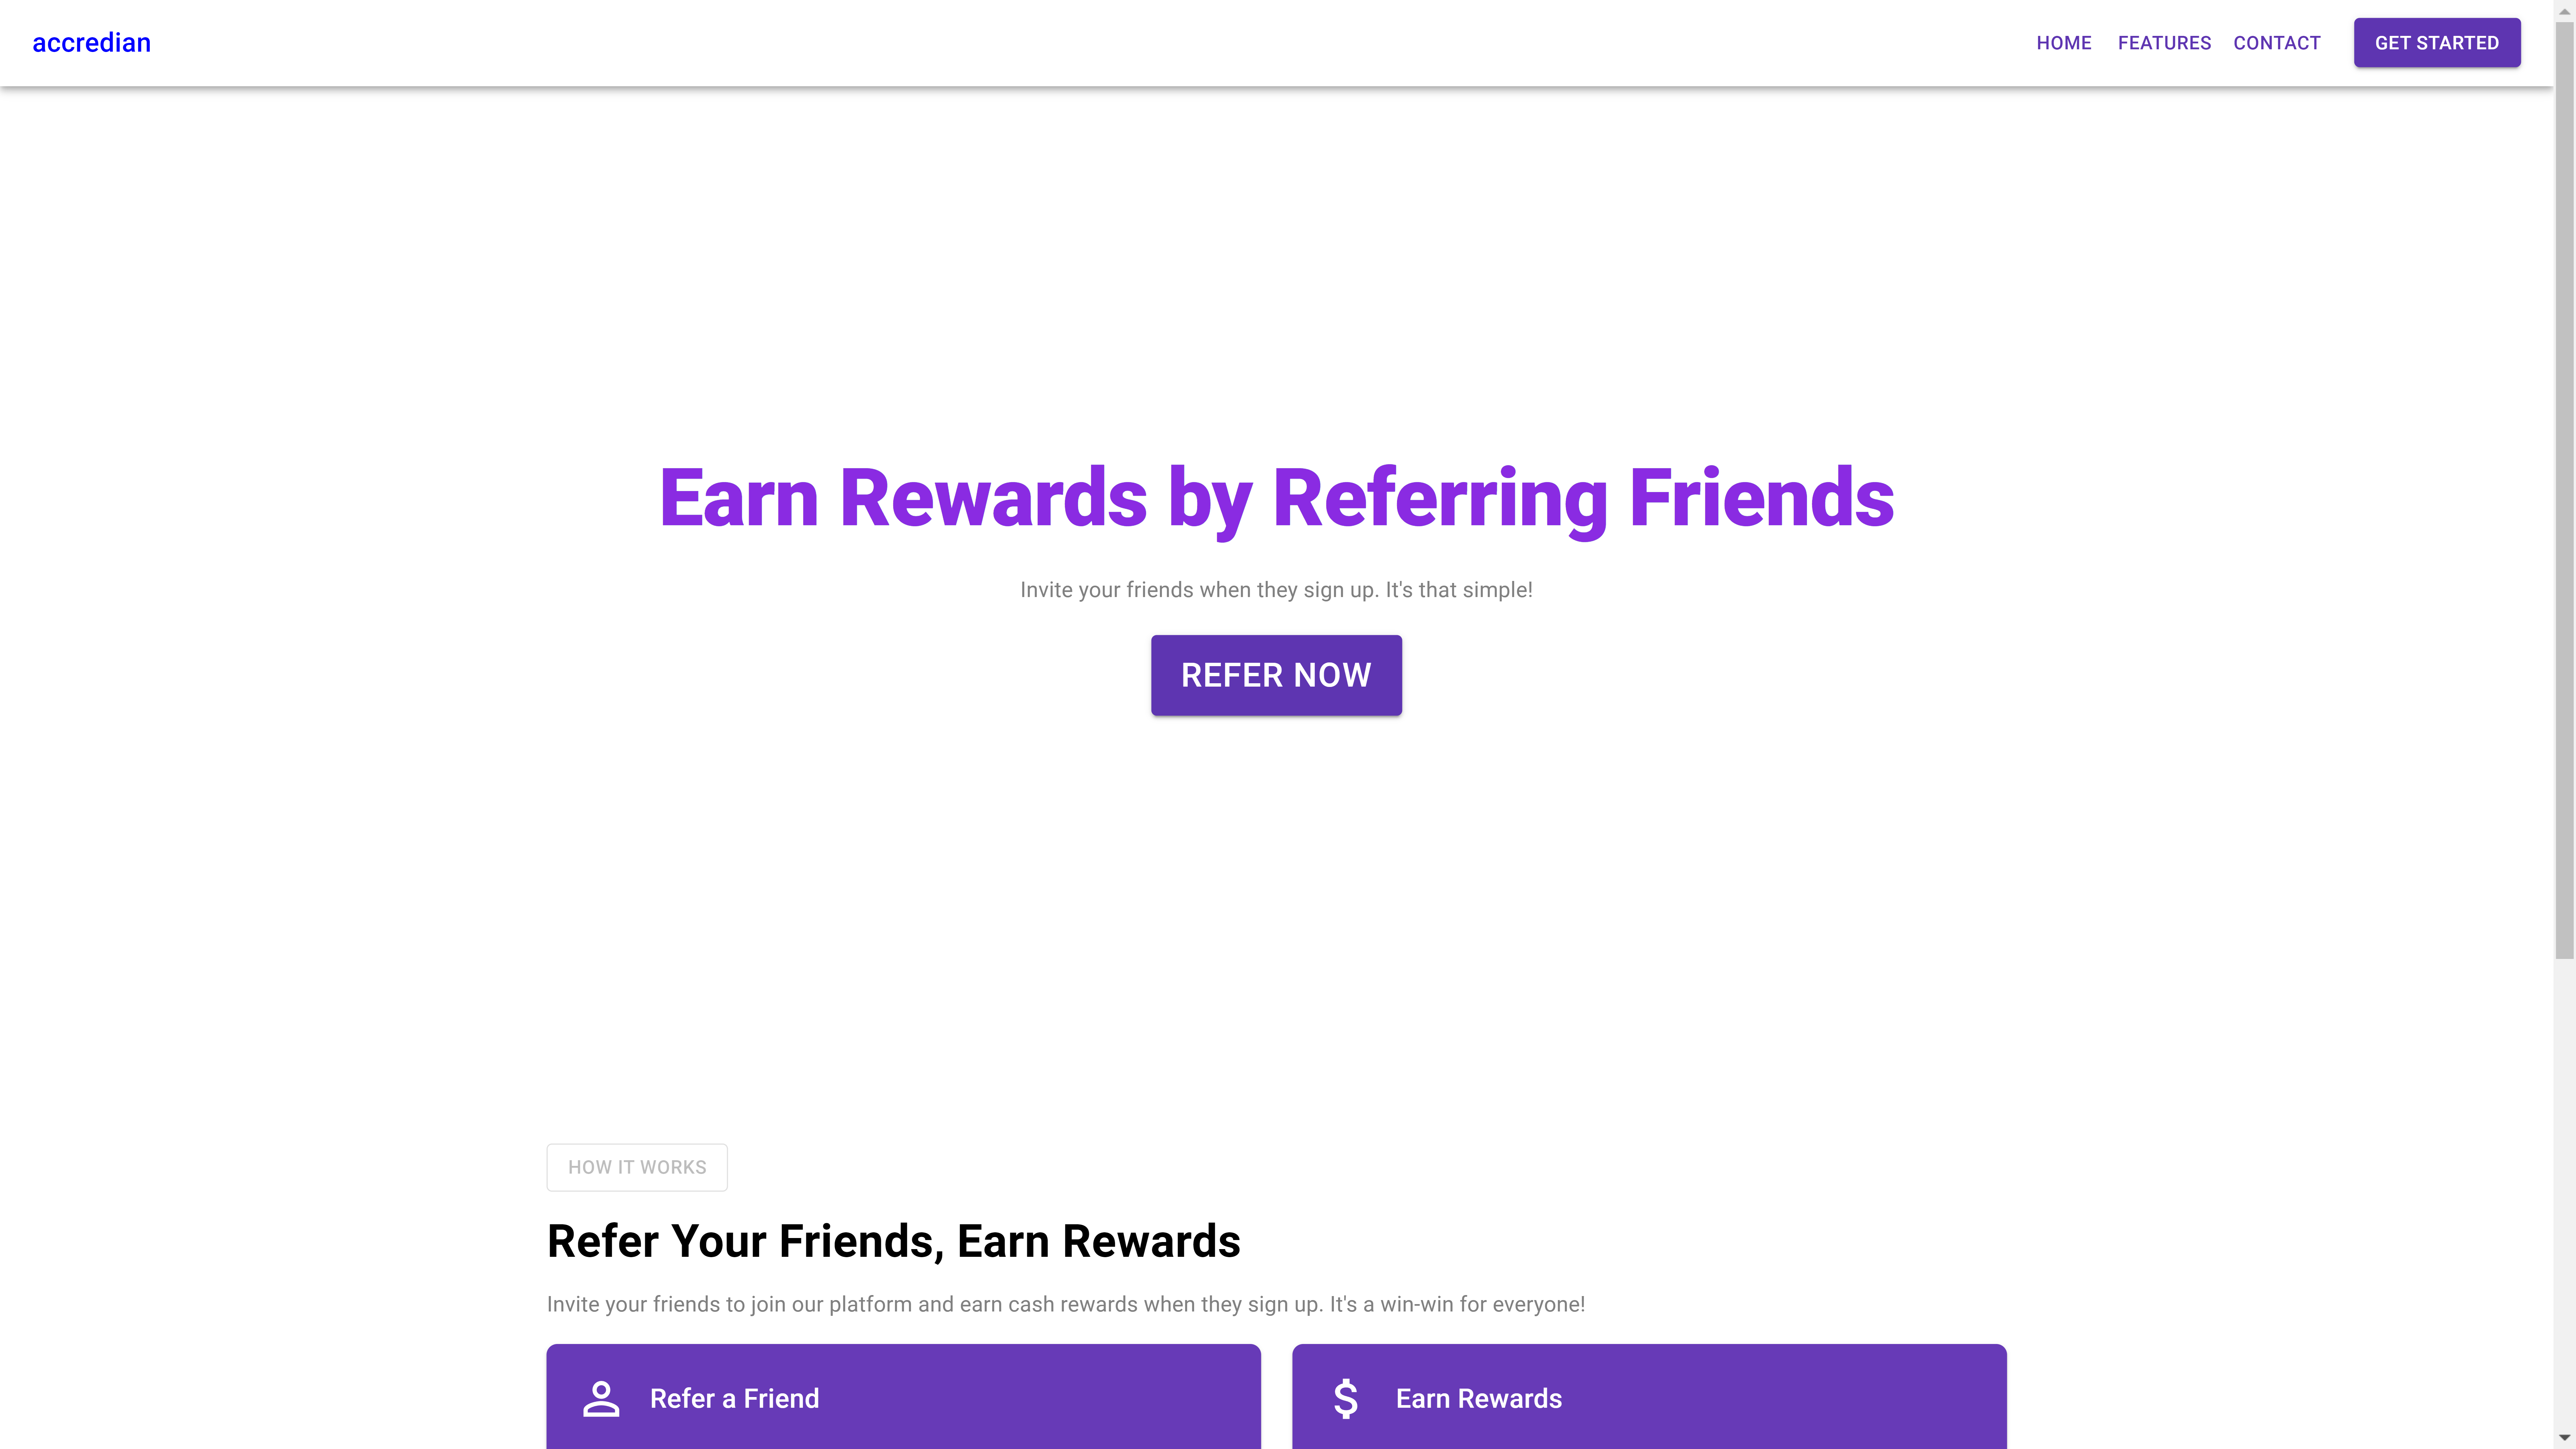 accredian
HOME FEATURES CONTACT GET STARTED
Earn Rewards by Referring Friends
Invite your friends when they sign up. It's that simple!
REFER NOW
HOW IT WORKS
Refer Your Friends, Earn Rewards
Invite your friends to join our platform and earn cash rewards when they sign up. It's a win-win for everyone!
Refer a Friend
Earn Rewards